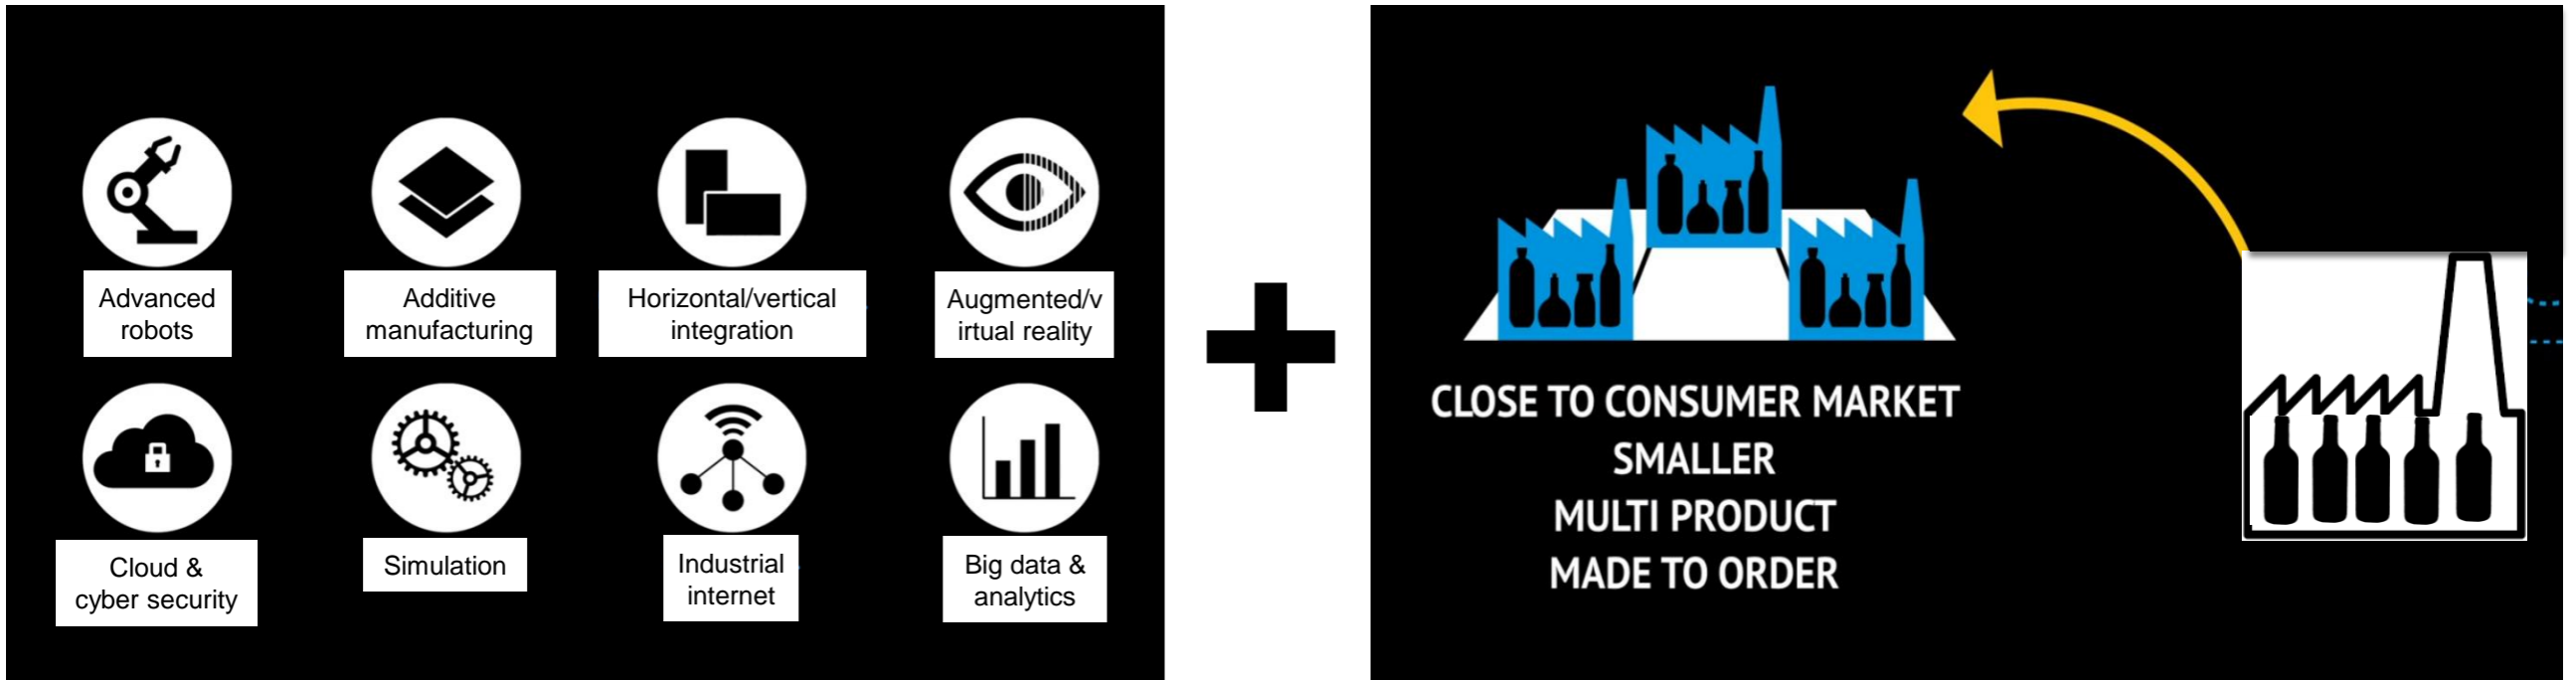 Advanced
robots
Additive
manufacturing
Horizontal/vertical
integration
Augmented/v
irtual reality
Cloud &
cyber security
Simulation
Industrial
internet
Big data &
analytics
CLOSE TO CONSUMER MARKET
SMALLER
MULTI PRODUCT
MADE TO ORDER